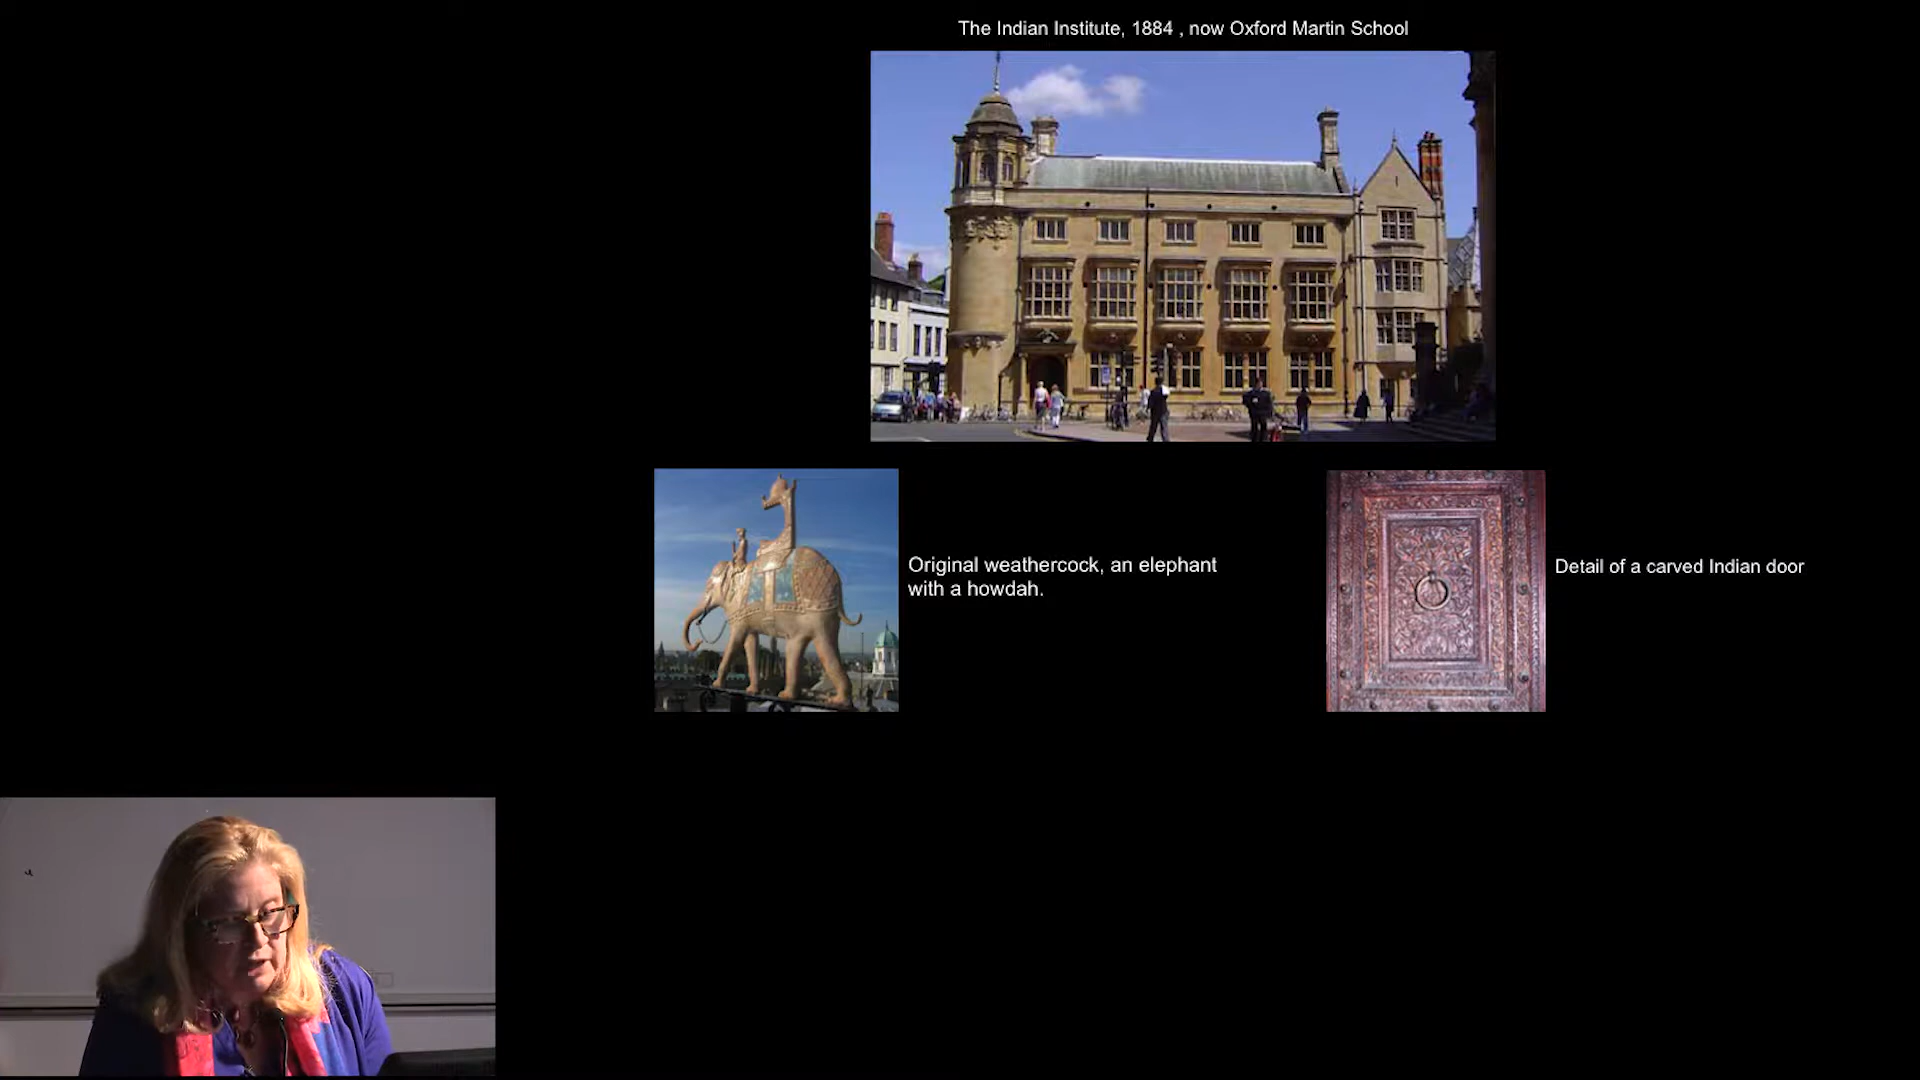 The Indian Institute, 1884 , now Oxford Martin School
Original weathercock, an elephant
with a howdah.
Detail of a carved Indian door